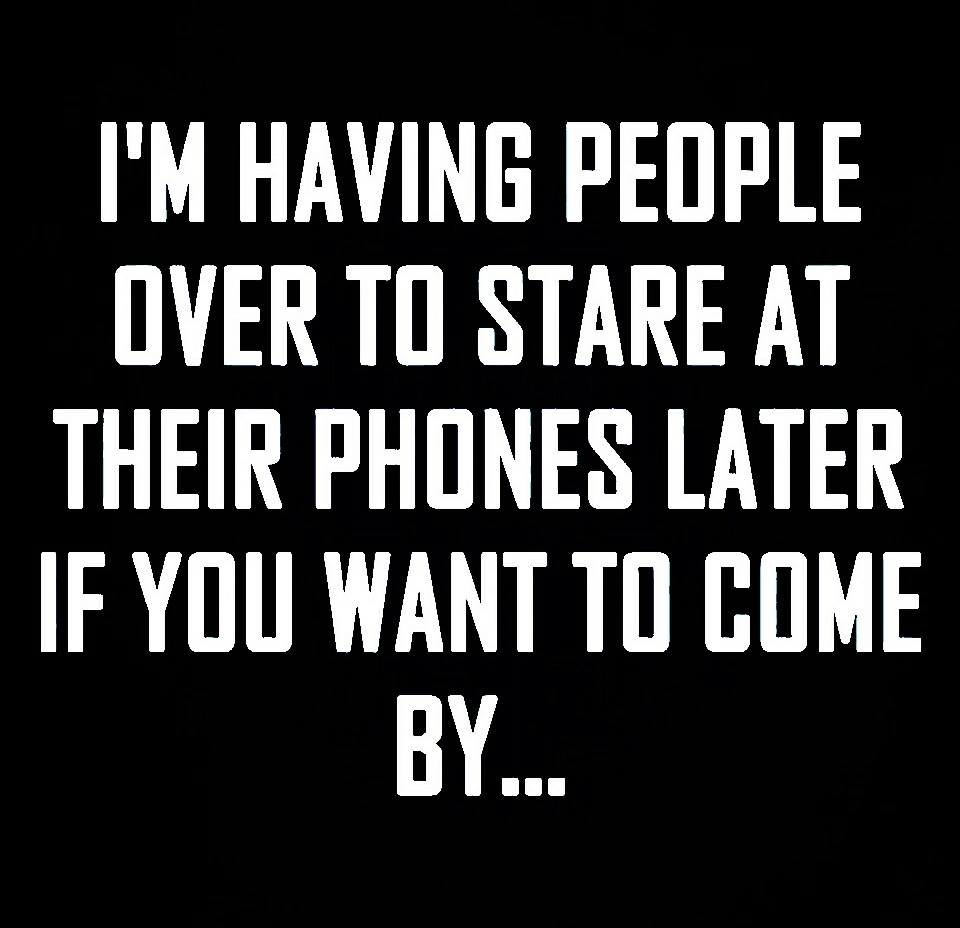 I'M HAVING PEOPLE
OVER TO STARE AT
THEIR PHONES LATER
IF YOU WANT TO COME
BY...